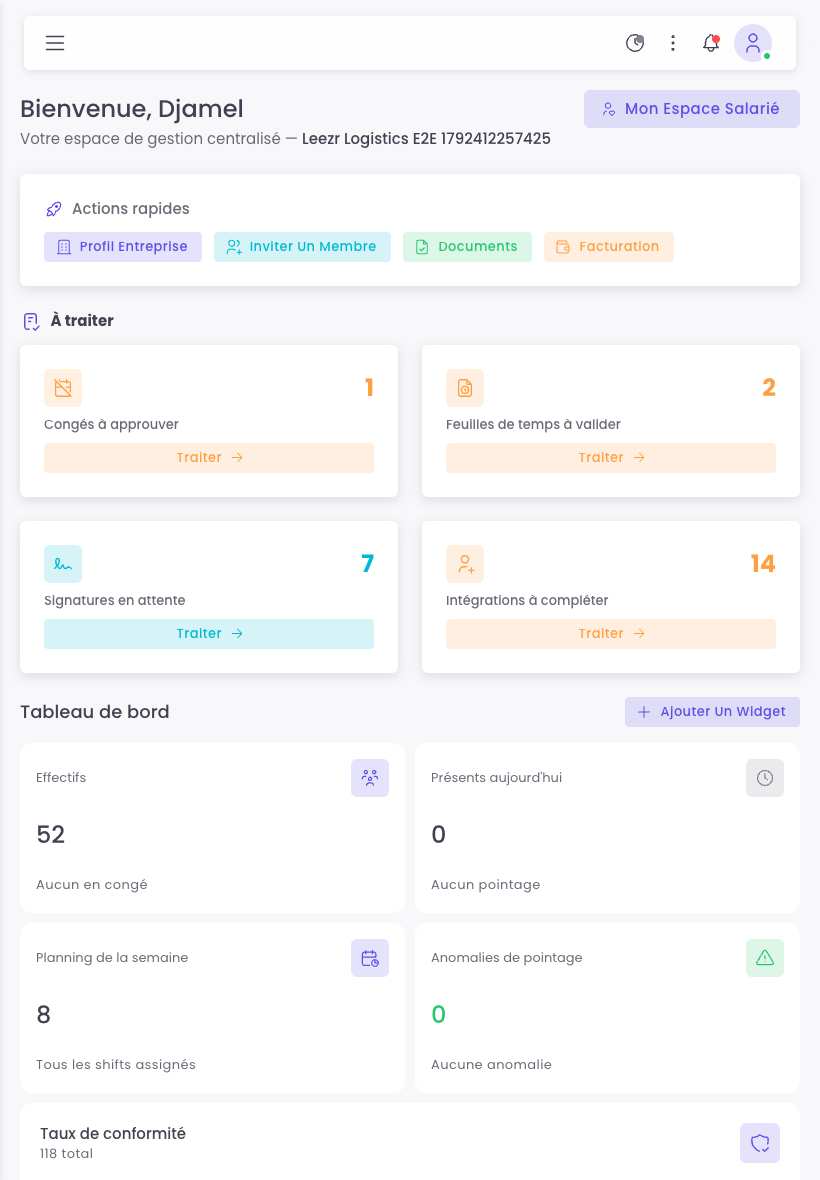 Bienvenue, Djamel
Mon Espace Salarié
Votre espace de gestion centralisé — Leezr Logistics E2E 1792412257425
Actions rapides
Profil Entreprise
Inviter Un Membre
Documents
Facturation
À traiter
1
Congés à approuver
Traiter
2
Feuilles de temps à valider
Traiter
7
Signatures en attente
Traiter
14
Intégrations à compléter
Traiter
Tableau de bord
Ajouter Un Widget
Effectifs
52
Aucun en congé
Présents aujourd'hui
0
Aucun pointage
Planning de la semaine
8
Tous les shifts assignés
Anomalies de pointage
0
Aucune anomalie
Taux de conformité
118 total